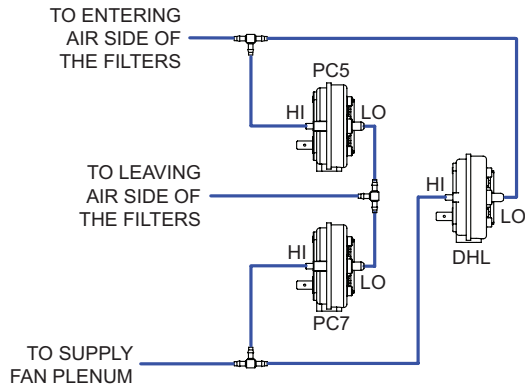 TO ENTERING
AIR SIDE OF
THE FILTERS
PC5
HI
LO
TO LEAVING
AIR SIDE OF
THE FILTERS
HI
LO
DHL
HI
LO
PC7
TO SUPPLY
FAN PLENUM